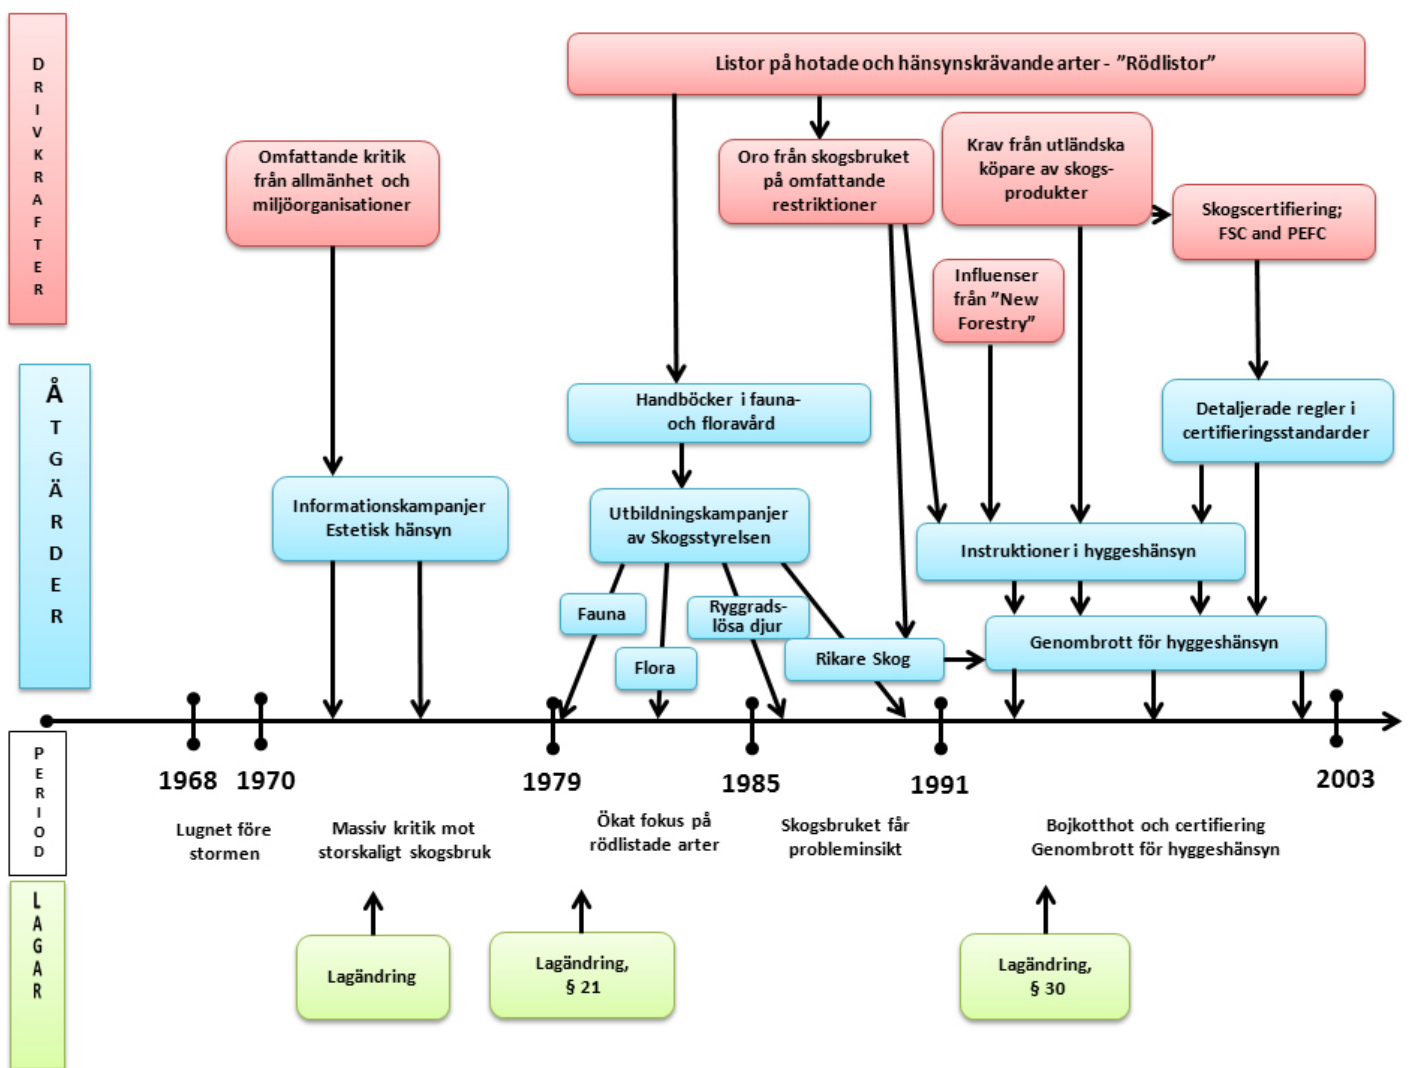 DRIVKRAFTER
Listor på hotade och hänsynskrävande arter - ”Rödlistor”
Omfattande kritik
från allmänhet och
miljöorganisationer
Oro från skogsbruket
på omfattande
restriktioner
Krav från utländska
köpare av skogs-
produkter
Skogscertifiering;
FSC and PEFC
Influenser
från ”New
Forestry”
ÅTGÄRDER
Handböcker i fauna-
och floravård
Detaljerade regler i
certifieringsstandarder
Informationskampanjer
Estetisk hänsyn
Utbildningskampanjer
av Skogsstyrelsen
Instruktioner i hyggeshänsyn
Fauna
Ryggrads-
lösa djur
Flora
Rikare Skog
Genombrott för hyggeshänsyn
PERIOD
1968
1970
1979
1985
1991
2003
Lugnet före
stormen
Massiv kritik mot
storskaligt skogsbruk
Ökat fokus på
rödlistade arter
Skogsbruket får
probleminsikt
Bojkotthot och certifiering
Genombrott för hyggeshänsyn
LAGAR
Lagändring
Lagändring,
§ 21
Lagändring,
§ 30